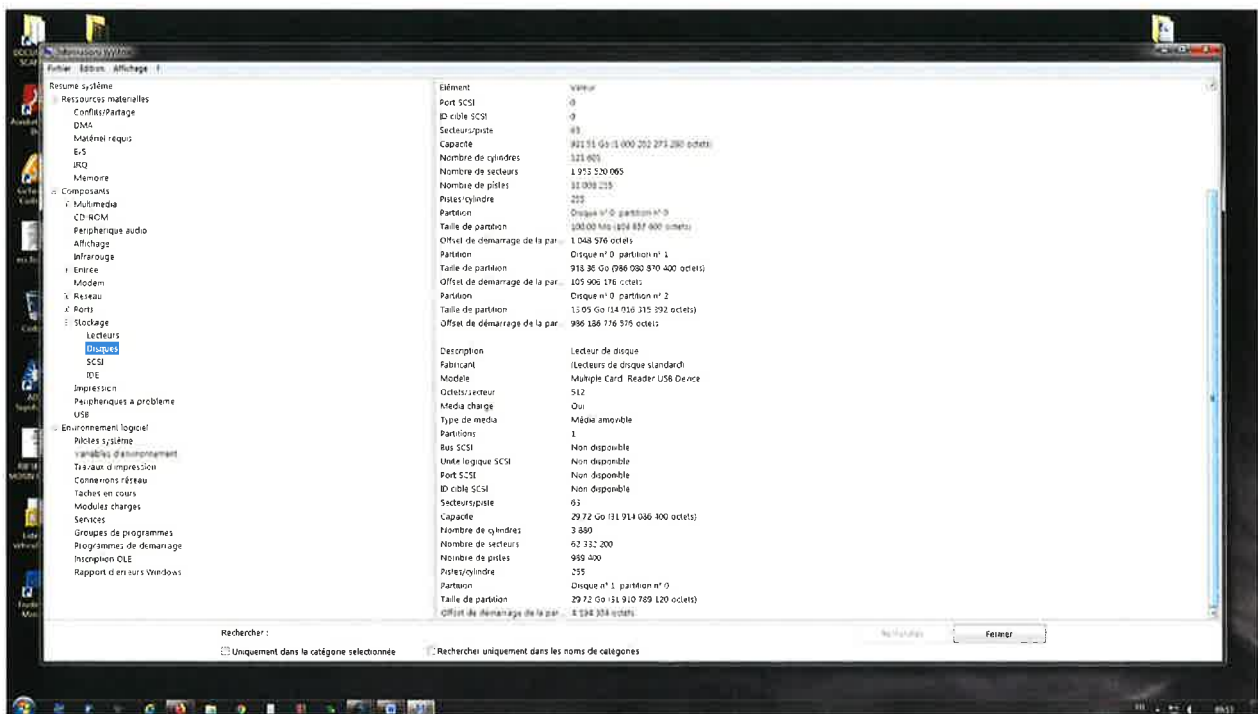 Informations système
Fichier Edition Affichage ?
Résumé système
Ressources matérielles
Conflits/Partage
DMA
Matériel requis
E/S
IRQ
Mémoire
Composants
Multimédia
CD-ROM
Périphérique audio
Affichage
Infrarouge
Entrée
Modem
Réseau
Ports
Stockage
Lecteurs
Disques
SCSI
IDE
Impression
Périphériques à problème
USB
Environnement logiciel
Pilotes système
Variables d'environnement
Travaux d'impression
Connexions réseau
Tâches en cours
Modules chargés
Services
Groupes de programmes
Programmes de démarrage
Inscription OLE
Rapport d'erreurs Windows
Elément Valeur
Port SCSI 0
ID cible SCSI 0
Secteurs/piste 63
Capacité
Nombre de cylindres 121 601
Nombre de secteurs 1 953 520 065
Nombre de pistes 31 008 255
Pistes/cylindre 255
Partition Disque n° 0 partition n° 0
Taille de partition 100,00 Mo (104 857 600 octets)
Offset de démarrage de la par... 1 048 576 octets
Partition Disque n° 0 partition n° 1
Taille de partition 918,36 Go (986 080 870 400 octets)
Offset de démarrage de la par... 105 906 176 octets
Partition Disque n° 0 partition n° 2
Taille de partition 13,05 Go (14 016 315 392 octets)
Offset de démarrage de la par... 986 186 776 576 octets
Description Lecteur de disque
Fabricant (Lecteurs de disque standard)
Modèle Multiple Card Reader USB Device
Octets/secteur 512
Média chargé Oui
Type de média Média amovible
Partitions 1
Bus SCSI Non disponible
Unité logique SCSI Non disponible
Port SCSI Non disponible
ID cible SCSI Non disponible
Secteurs/piste 63
Capacité 29,72 Go (31 914 086 400 octets)
Nombre de cylindres 3 880
Nombre de secteurs 62 332 200
Nombre de pistes 989 400
Pistes/cylindre 255
Partition Disque n° 1 partition n° 0
Taille de partition 29,72 Go (31 910 789 120 octets)
Offset de démarrage de la par... 4 194 304 octets
Rechercher :
Rechercher
Fermer
Uniquement dans la catégorie sélectionnée
Rechercher uniquement dans les noms de catégories